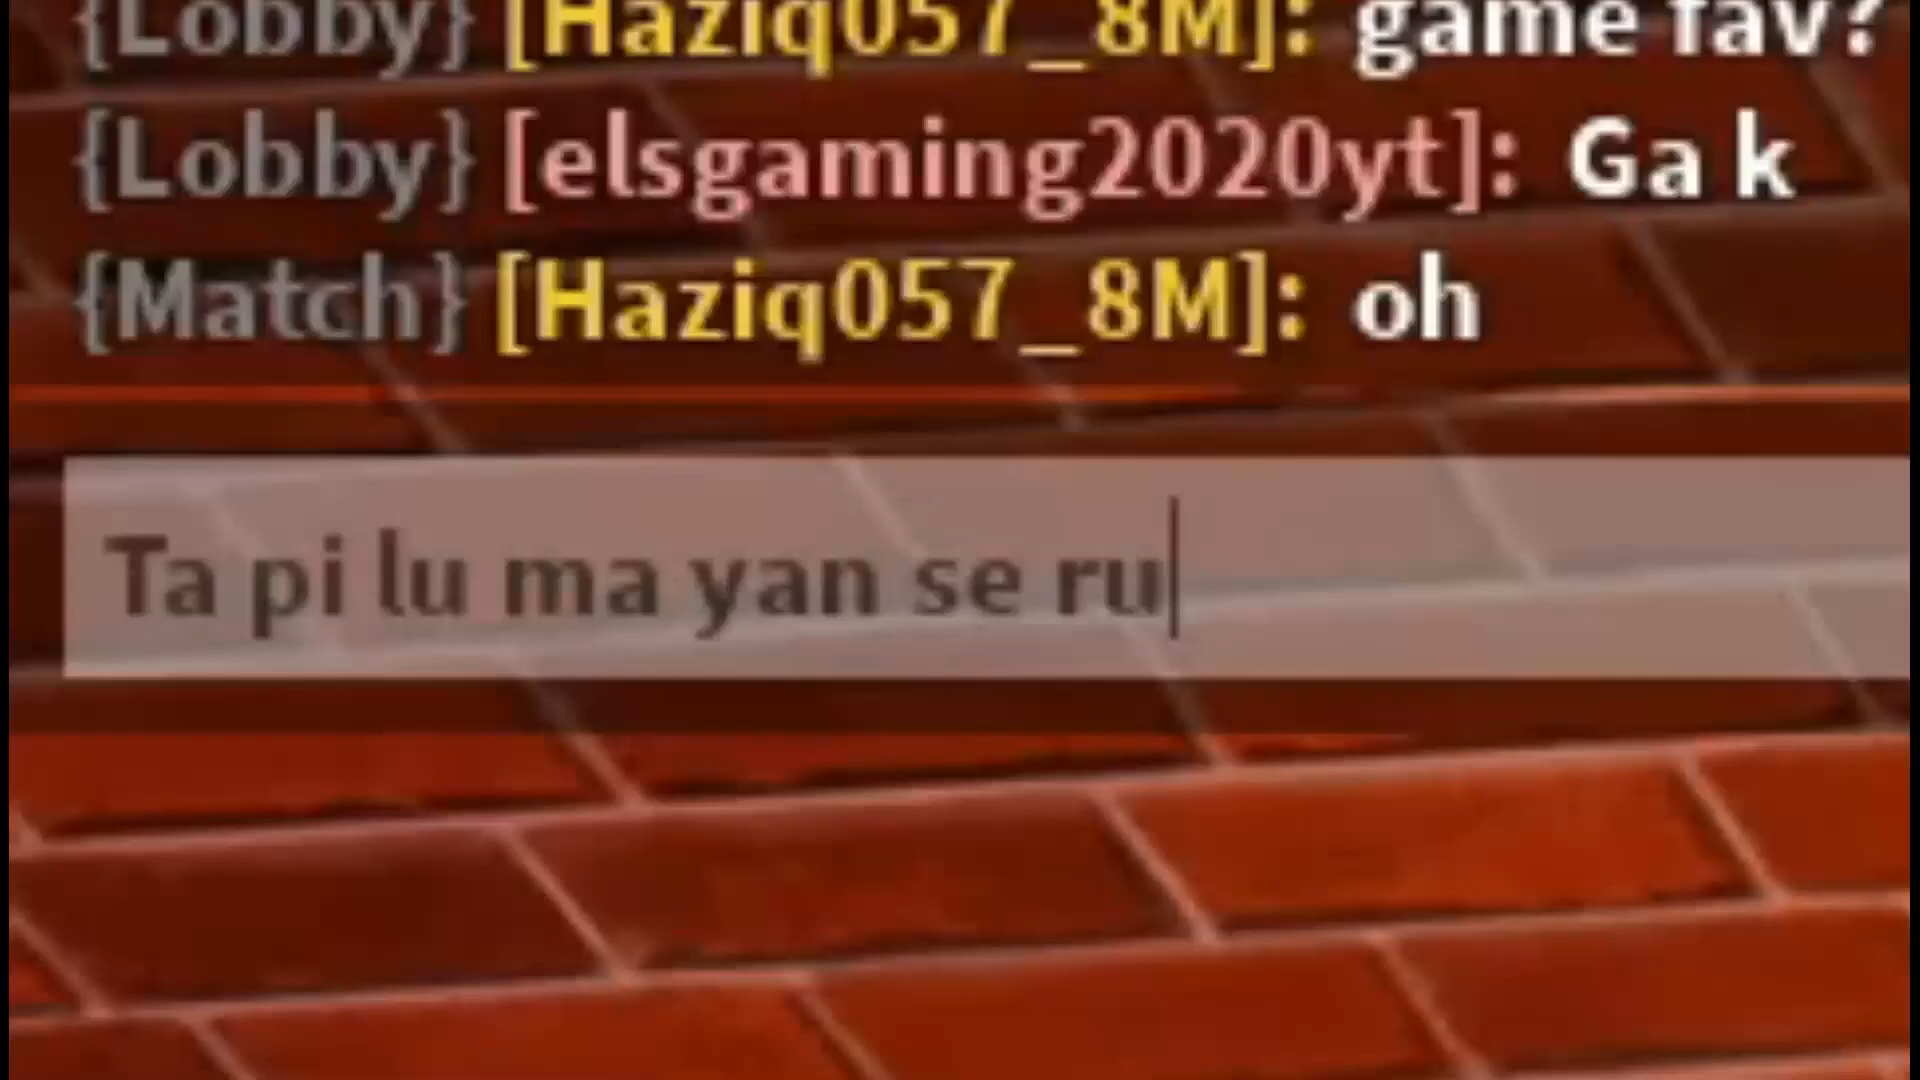 {Lobby} [Haziq057_8M]: game fav?
{Lobby} [elsgaming2020yt]: Ga k
{Match} [Haziq057_8M]: oh
Ta pi lu ma yan se ru